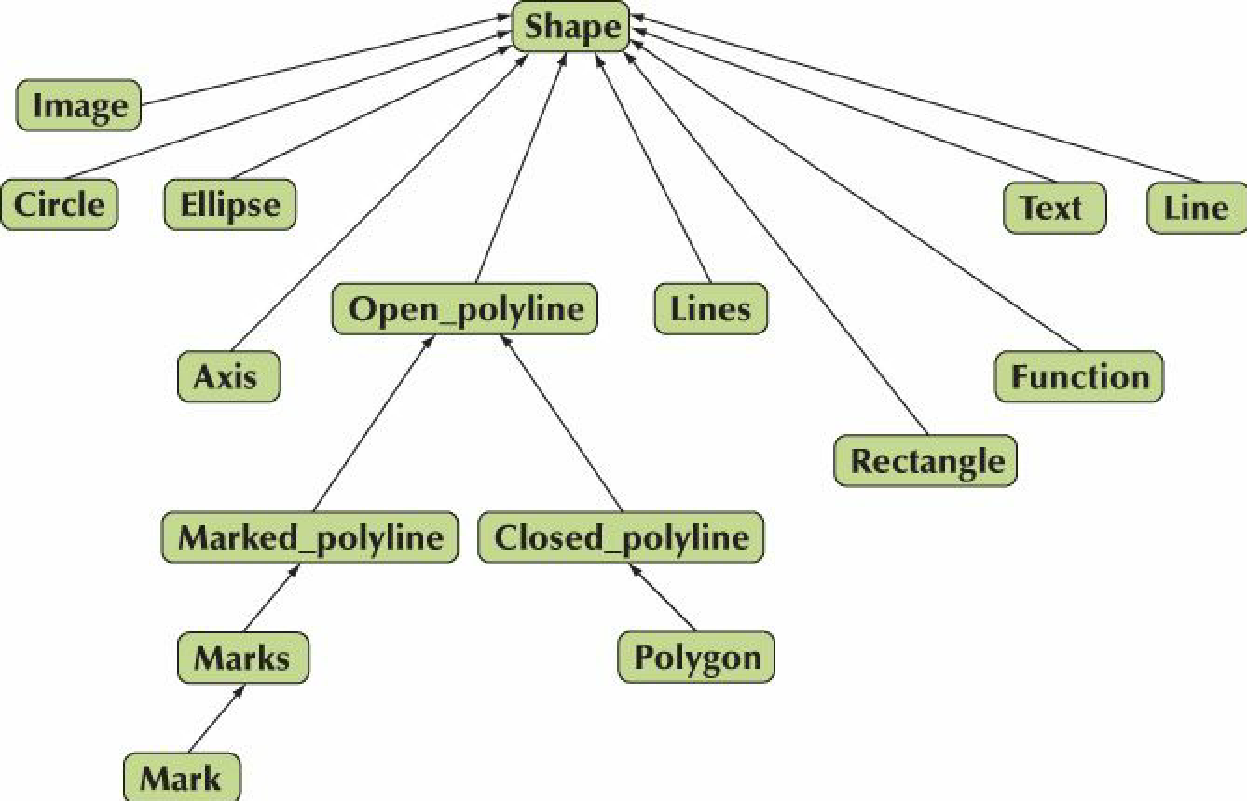 Shape
Image
Circle
Ellipse
Text
Line
Open_polyline
Lines
Axis
Function
Rectangle
Marked_polyline
Closed_polyline
Marks
Polygon
Mark